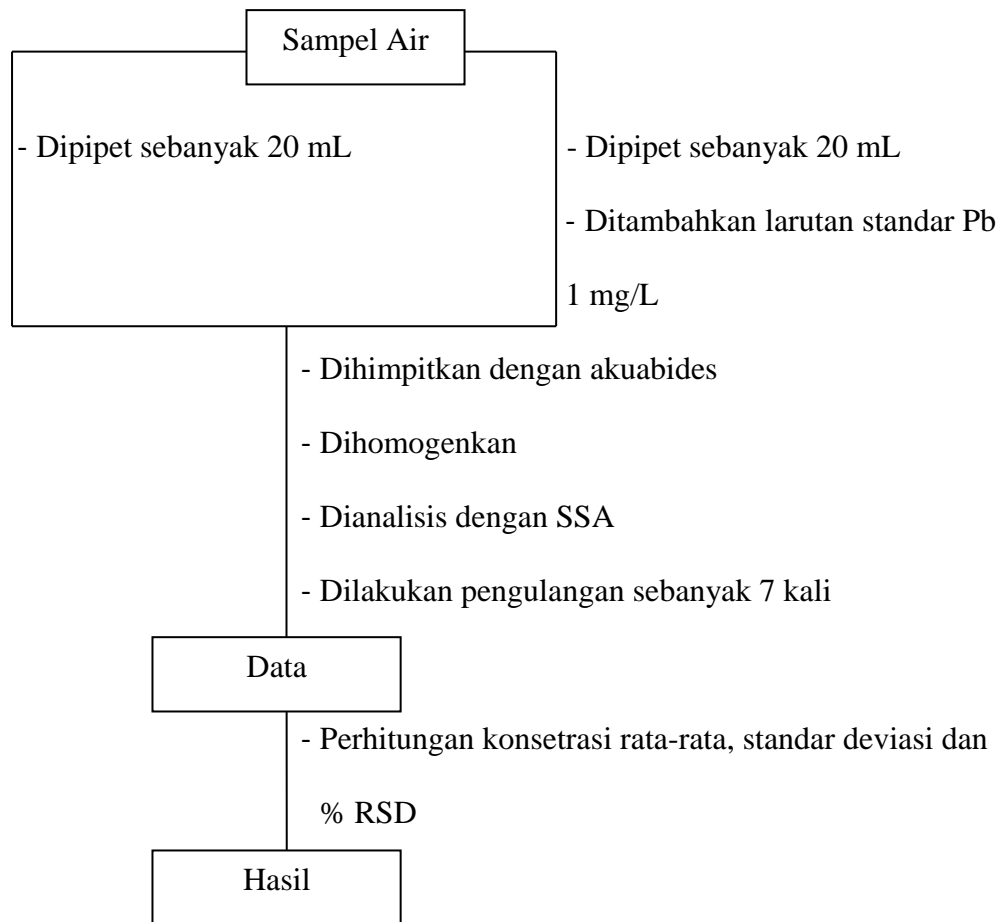 Sampel Air
- Dipipet sebanyak 20 mL
- Dipipet sebanyak 20 mL
- Ditambahkan larutan standar Pb
1 mg/L
- Dihimpitkan dengan akuabides
- Dihomogenkan
- Dianalisis dengan SSA
- Dilakukan pengulangan sebanyak 7 kali
Data
- Perhitungan konsetrasi rata-rata, standar deviasi dan
% RSD
Hasil